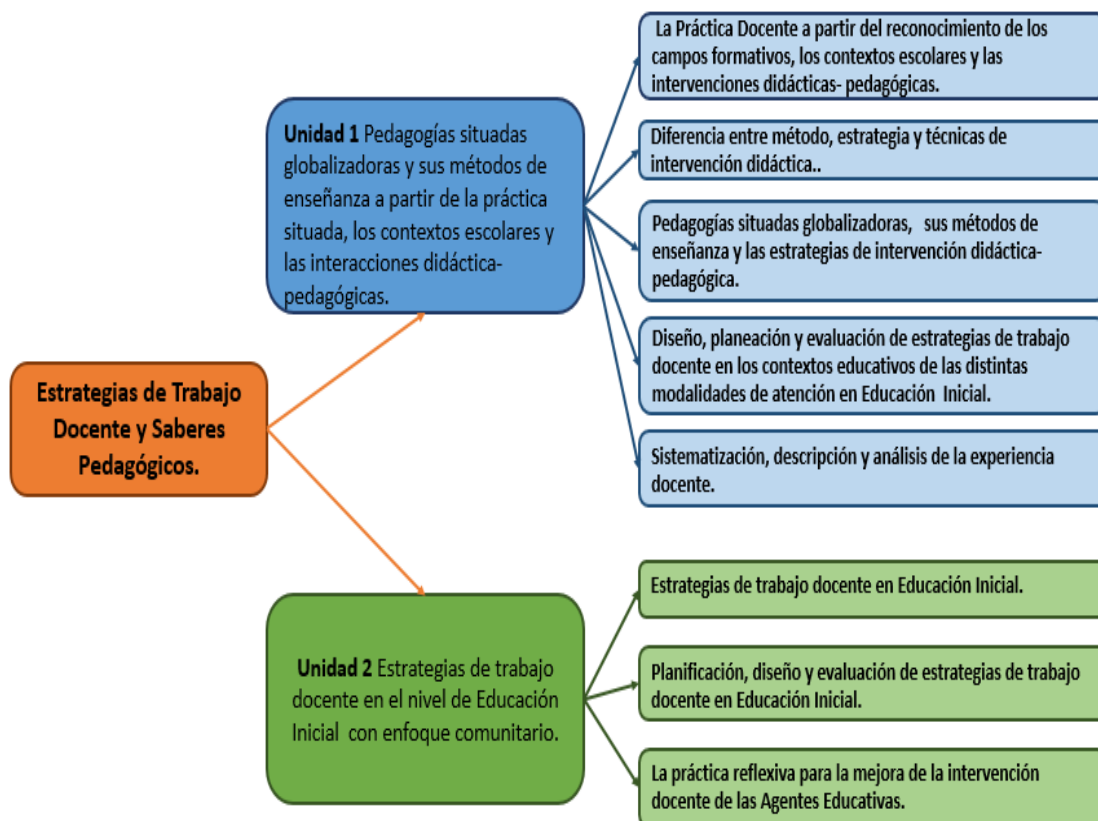 Estrategias de Trabajo
Docente y Saberes
Pedagógicos.
Unidad 1 Pedagogías situadas
globalizadoras y sus métodos de
enseñanza a partir de la práctica
situada, los contextos escolares y
las interacciones didáctica-
pedagógicas.
La Práctica Docente a partir del reconocimiento de los
campos formativos, los contextos escolares y las
intervenciones didácticas- pedagógicas.
Diferencia entre método, estrategia y técnicas de
intervención didáctica..
Pedagogías situadas globalizadoras, sus métodos de
enseñanza y las estrategias de intervención didáctica-
pedagógica.
Diseño, planeación y evaluación de estrategias de trabajo
docente en los contextos educativos de las distintas
modalidades de atención en Educación Inicial.
Sistematización, descripción y análisis de la experiencia
docente.
Unidad 2 Estrategias de trabajo
docente en el nivel de Educación
Inicial con enfoque comunitario.
Estrategias de trabajo docente en Educación Inicial.
Planificación, diseño y evaluación de estrategias de trabajo
docente en Educación Inicial.
La práctica reflexiva para la mejora de la intervención
docente de las Agentes Educativas.